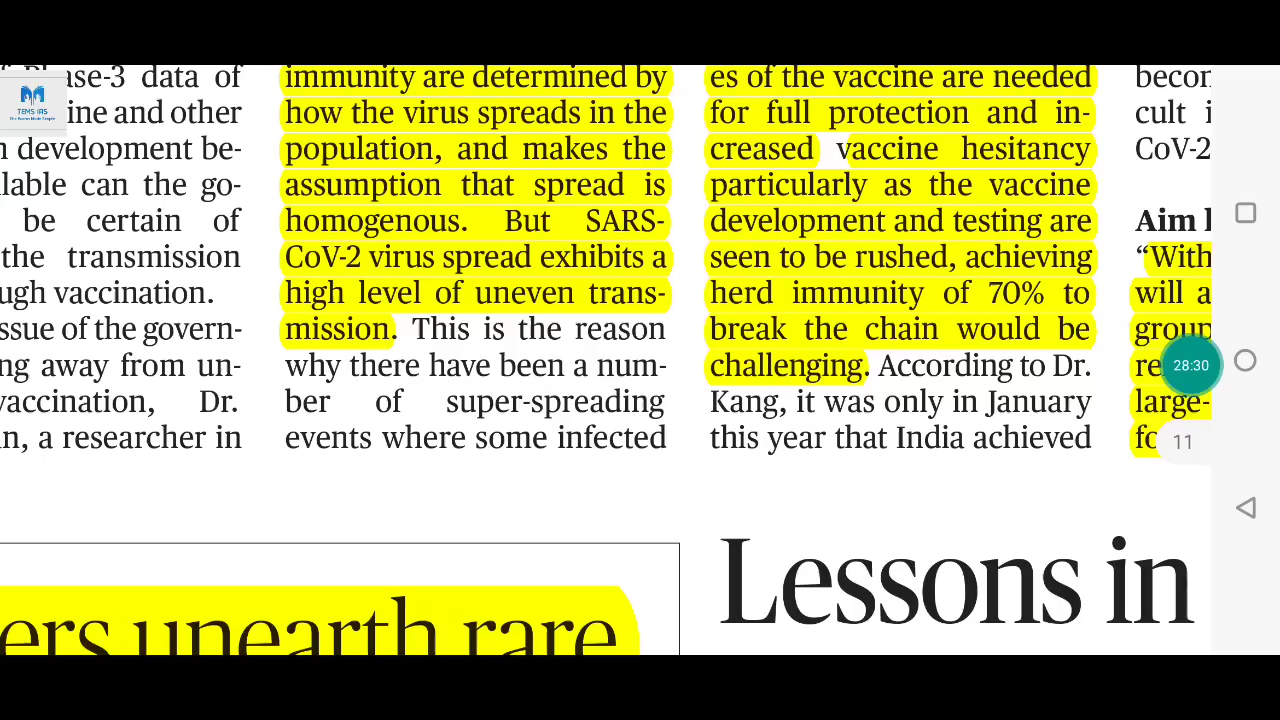 TEMS IAS
of Phase-3 data of
ine and other
development be-
lable can the go-
be certain of
the transmission
ugh vaccination.
ssue of the govern-
ng away from un-
vaccination, Dr.
n, a researcher in
immunity are determined by
how the virus spreads in the
population, and makes the
assumption that spread is
homogenous. But SARS-
CoV-2 virus spread exhibits a
high level of uneven trans-
mission. This is the reason
why there have been a num-
ber of super-spreading
events where some infected
es of the vaccine are needed
for full protection and in-
creased vaccine hesitancy
particularly as the vaccine
development and testing are
seen to be rushed, achieving
herd immunity of 70% to
break the chain would be
challenging. According to Dr.
Kang, it was only in January
this year that India achieved
becon
cult i
CoV-2
Aim
“With
will a
group
re
large-
fo
28:30
11
ers unearth rare
Lessons in